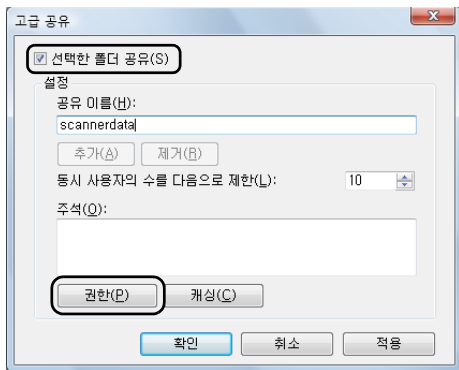 고급 공유
선택한 폴더 공유(S)
설정
공유 이름(H):
scannerdata
추가(A) 제거(R)
동시 사용자의 수를 다음으로 제한(L): 10
주석(O):
권한(P) 캐싱(C)
확인 취소 적용